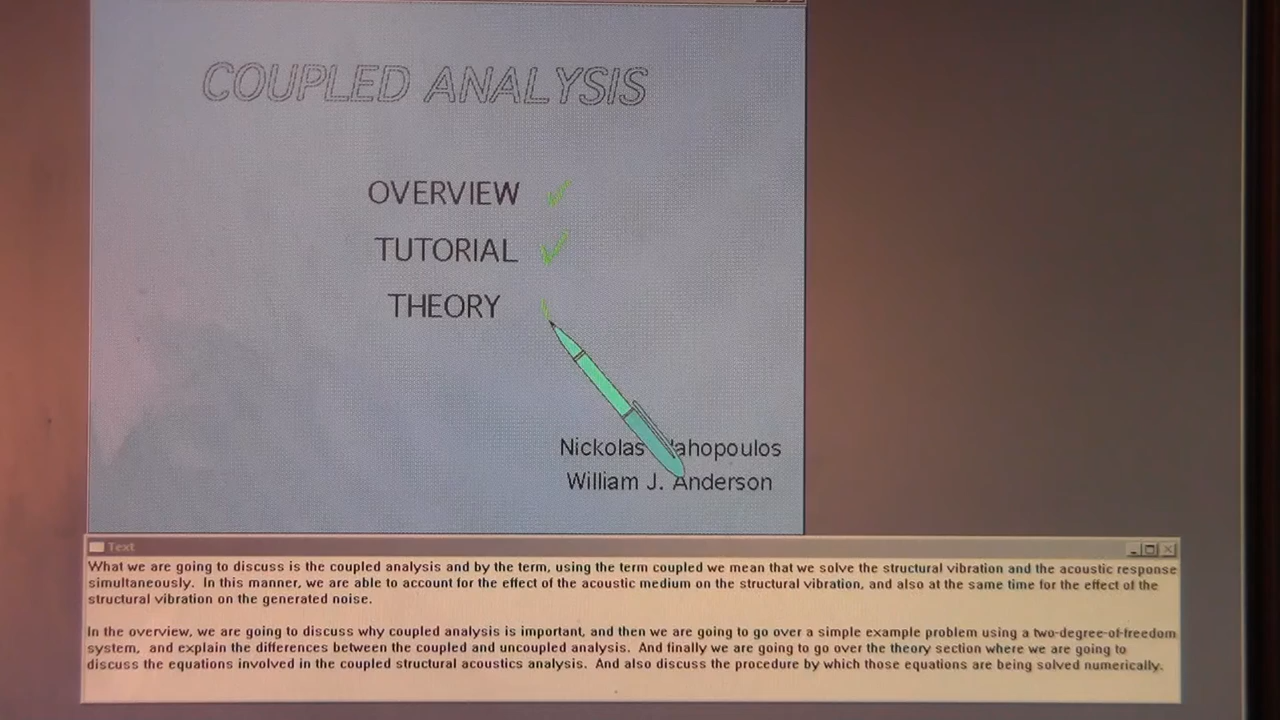 COUPLED ANALYSIS
OVERVIEW
TUTORIAL
THEORY
Nickolas
William J. Anderson
Text
What we are going to discuss is the coupled analysis and by the term, using the term coupled we mean that we solve the structural vibration and the acoustic response
simultaneously. In this manner, we are able to account for the effect of the acoustic medium on the structural vibration, and also at the same time for the effect of the
structural vibration on the generated noise.
In the overview, we are going to discuss why coupled analysis is important, and then we are going to go over a simple example problem using a two-degree-of-freedom
system, and explain the differences between the coupled and uncoupled analysis. And finally we are going to go over the theory section where we are going to
discuss the equations involved in the coupled structural acoustics analysis. And also discuss the procedure by which those equations are being solved numerically.